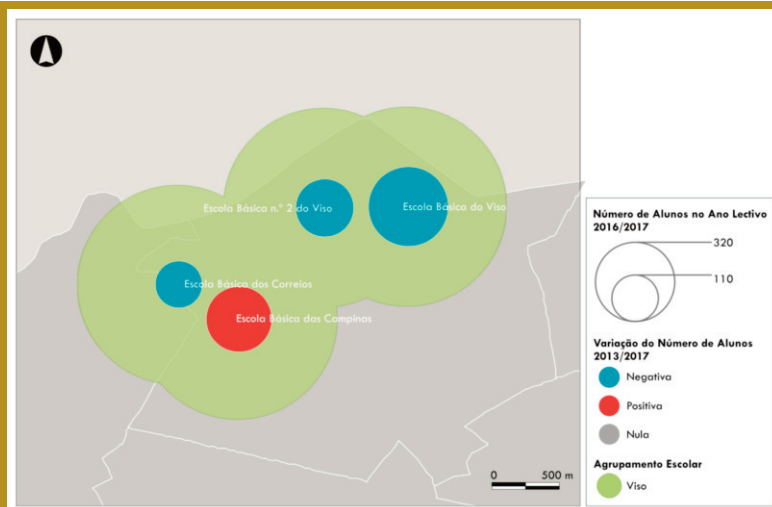 Escola Básica n.º 2 do Viso
Escola Básica do Viso
Escola Básica dos Correios
Escola Básica das Campinas
0 500 m
Número de Alunos no Ano Lectivo
2016/2017
320
110
Variação do Número de Alunos
2013/2017
Negativa
Positiva
Nula
Agrupamento Escolar
Viso